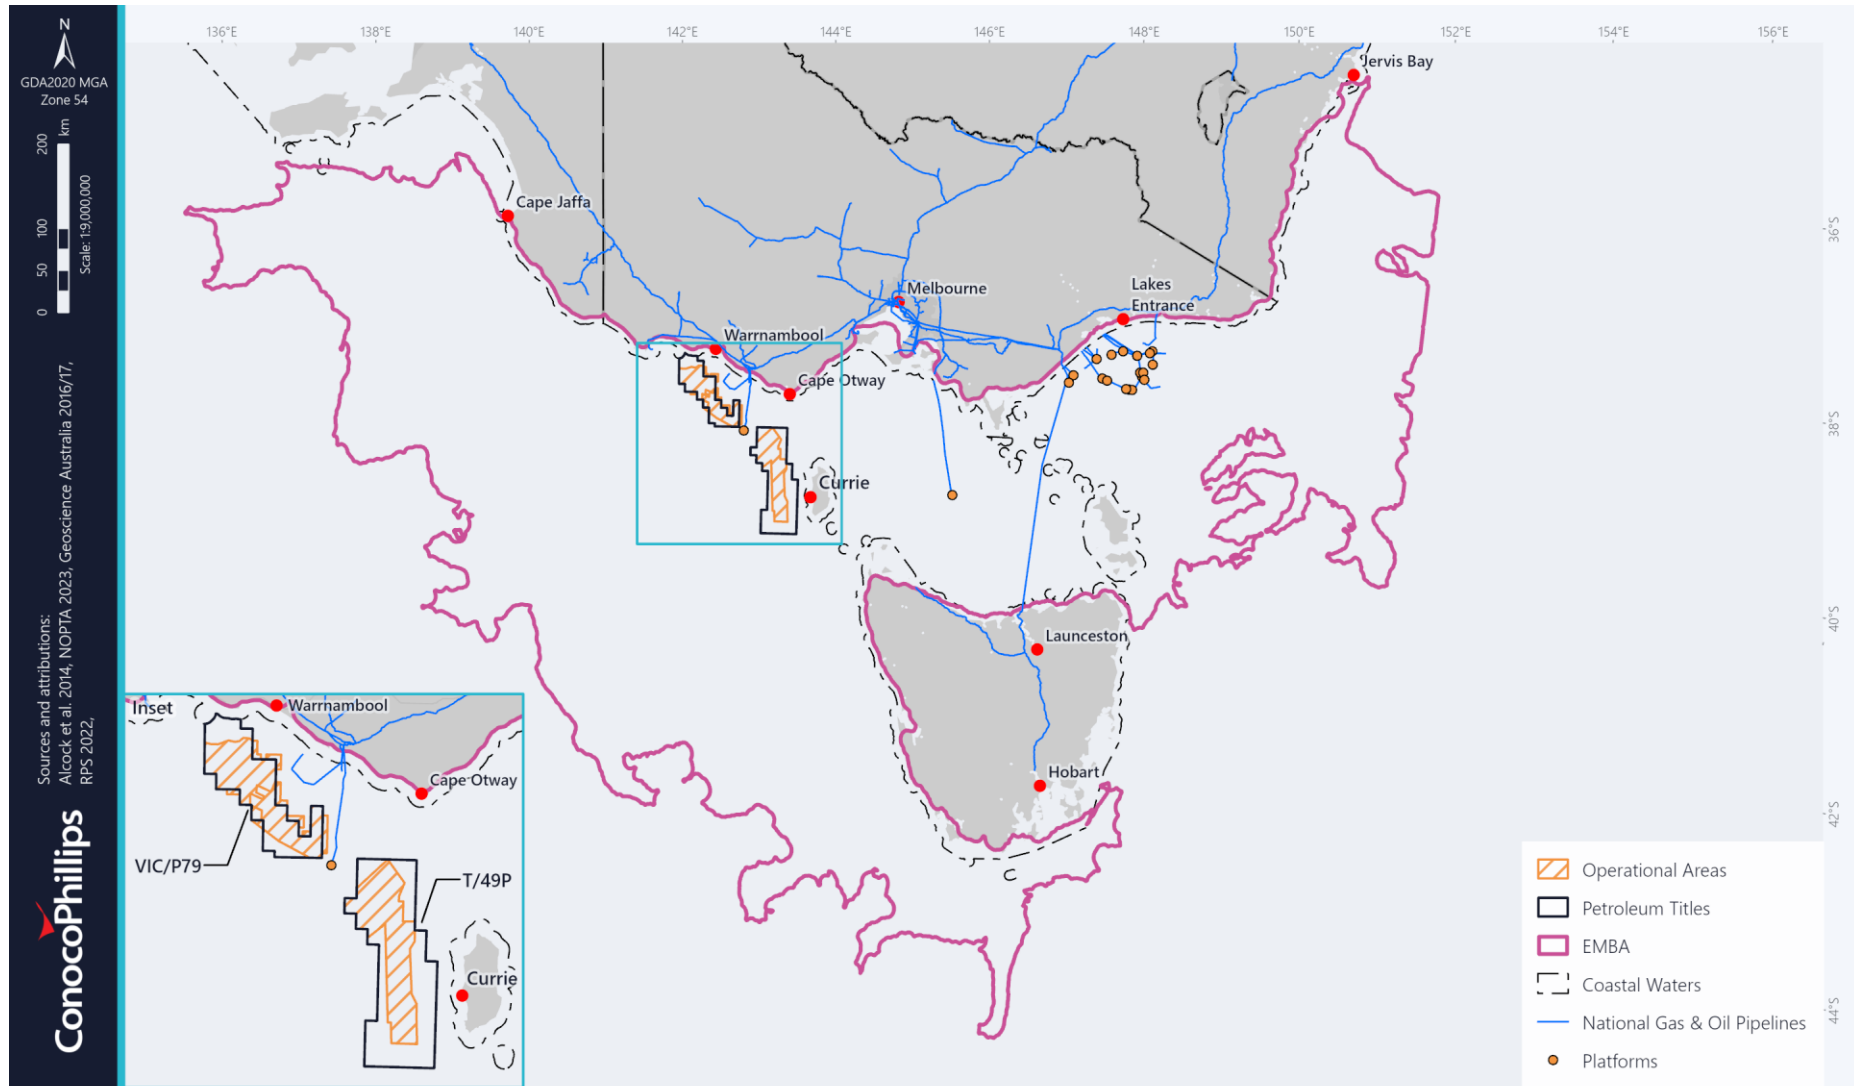 N
GDA2020 MGA
Zone 54
0
50
100
200
km
Scale: 1:9,000,000
Sources and attributions:
Alcock et al. 2014, NOPTA 2023, Geoscience Australia 2016/17,
RPS 2022,
ConocoPhillips
136°E
138°E
140°E
142°E
144°E
146°E
148°E
150°E
152°E
154°E
156°E
36°S
38°S
40°S
42°S
44°S
Jervis Bay
Cape Jaffa
Melbourne
Lakes
Entrance
Warrnambool
Cape Otway
Currie
Launceston
Hobart
Inset
Warrnambool
Cape Otway
VIC/P79
T/49P
Currie
Operational Areas
Petroleum Titles
EMBA
Coastal Waters
National Gas & Oil Pipelines
Platforms